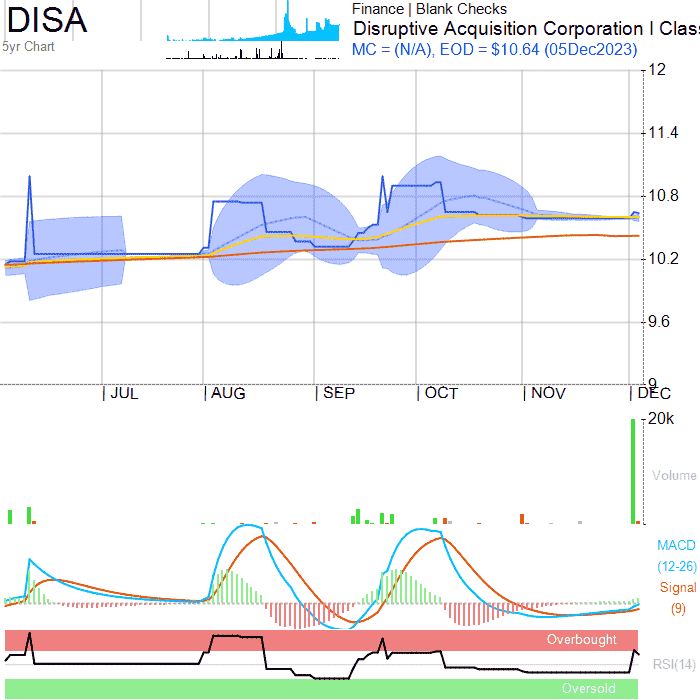 DISA
5yr Chart
Finance | Blank Checks
Disruptive Acquisition Corporation I Clas
MC = (N/A), EOD = $10.64 (05Dec2023)
12
11.4
10.8
10.2
9.6
9
JUL AUG SEP OCT NOV DEC
20k
Volume
MACD
(12-26)
Signal
(9)
Overbought
RSI(14)
Oversold